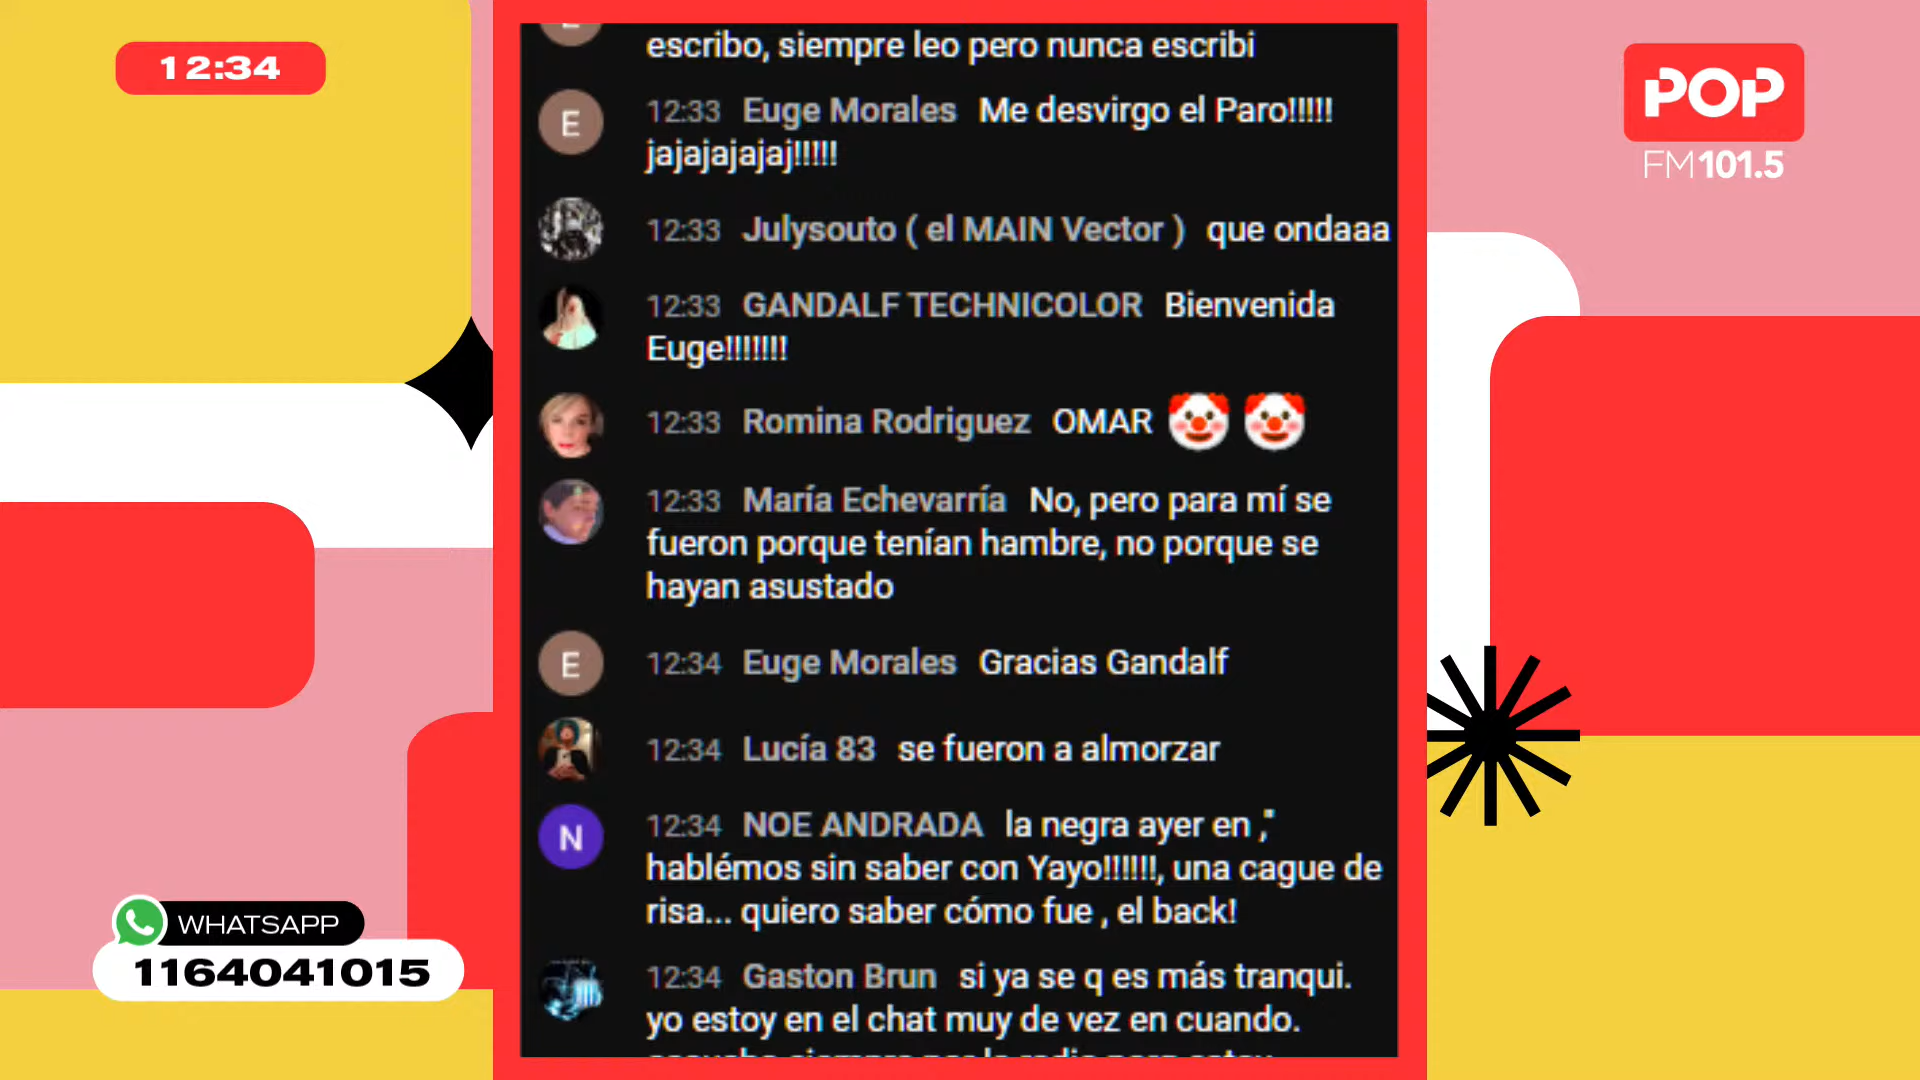 12:34
POP
FM101.5
escribo, siempre leo pero nunca escribi
E
12:33 Euge Morales Me desvirgo el Paro!!!!!
jajajajajaj!!!!!
12:33 Julysouto ( el MAIN Vector ) que ondaaa
12:33 GANDALF TECHNICOLOR Bienvenida
Euge!!!!!!!
12:33 Romina Rodriguez OMAR 🤡 🤡
12:33 María Echevarría No, pero para mí se
fueron porque tenían hambre, no porque se
hayan asustado
E
12:34 Euge Morales Gracias Gandalf
12:34 Lucía 83 se fueron a almorzar
N
12:34 NOE ANDRADA la negra ayer en ,"
hablémos sin saber con Yayo!!!!!!, una cague de
risa... quiero saber cómo fue , el back!
12:34 Gaston Brun si ya se q es más tranqui.
yo estoy en el chat muy de vez en cuando.
WHATSAPP
1164041015